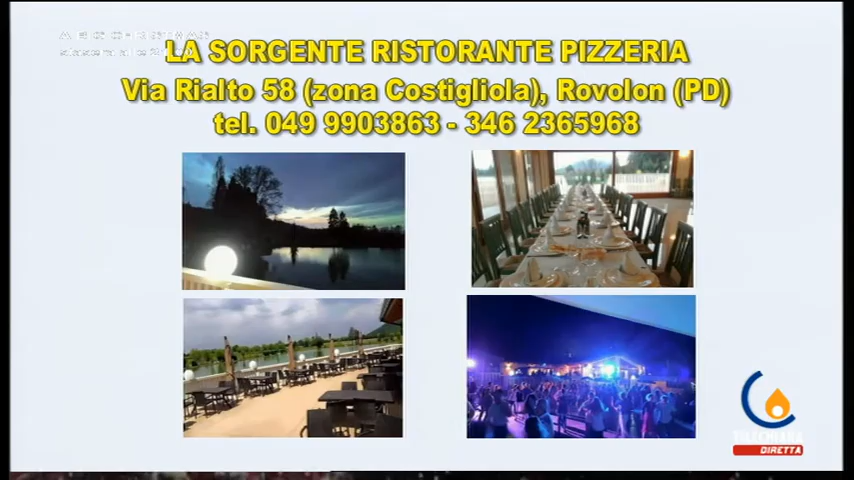 LA SORGENTE RISTORANTE PIZZERIA
Via Rialto 58 (zona Costigliola), Rovolon (PD)
tel. 049 9903863 - 346 2365968
DIRETTA